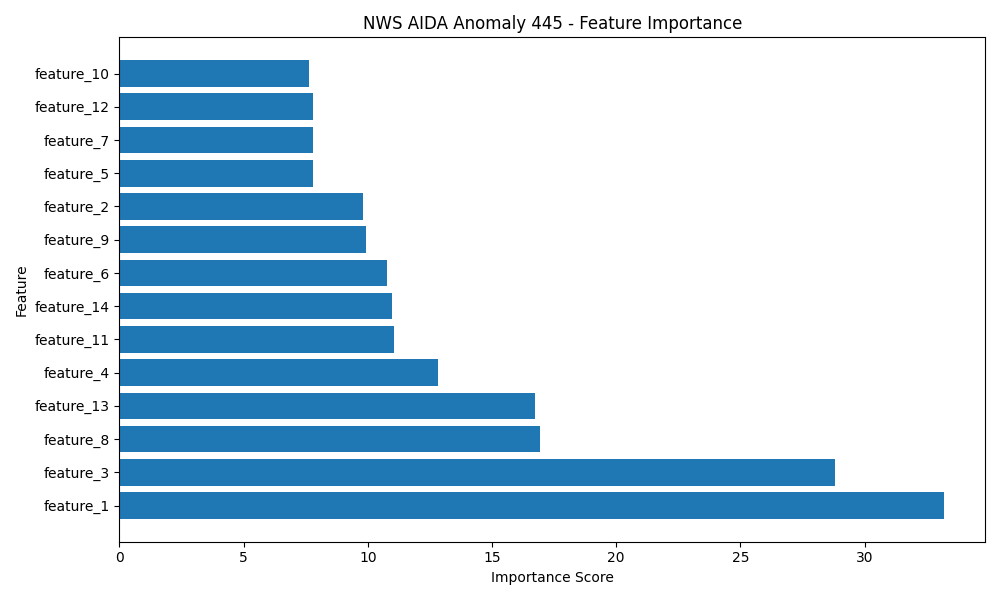 NWS AIDA Anomaly 445 - Feature Importance
Feature
feature_10
feature_12
feature_7
feature_5
feature_2
feature_9
feature_6
feature_14
feature_11
feature_4
feature_13
feature_8
feature_3
feature_1
0 5 10 15 20 25 30
Importance Score